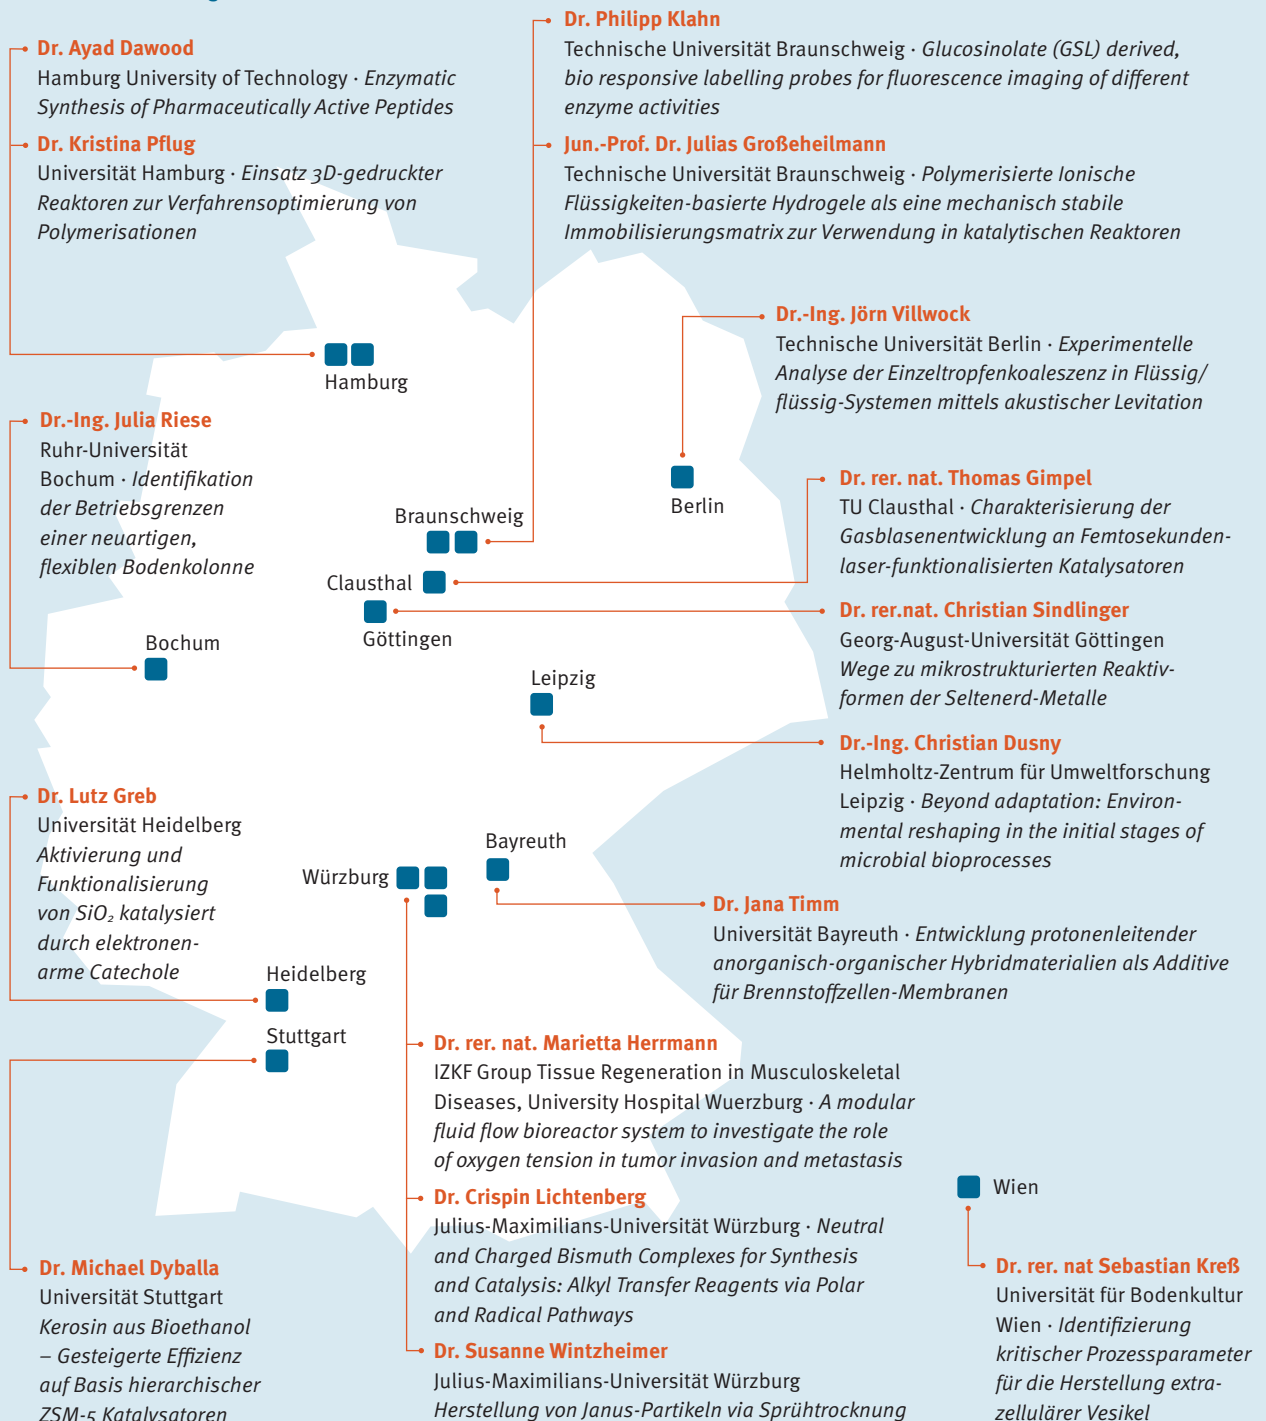 Dr. Ayad Dawood
Hamburg University of Technology · Enzymatic
Synthesis of Pharmaceutically Active Peptides
Dr. Kristina Pflug
Universität Hamburg · Einsatz 3D-gedruckter
Reaktoren zur Verfahrensoptimierung von
Polymerisationen
Dr. Philipp Klahn
Technische Universität Braunschweig · Glucosinolate (GSL) derived,
bio responsive labelling probes for fluorescence imaging of different
enzyme activities
Jun.-Prof. Dr. Julias Großeheilmann
Technische Universität Braunschweig · Polymerisierte Ionische
Flüssigkeiten-basierte Hydrogele als eine mechanisch stabile
Immobilisierungsmatrix zur Verwendung in katalytischen Reaktoren
Dr.-Ing. Jörn Villwock
Technische Universität Berlin · Experimentelle
Analyse der Einzeltropfenkoaleszenz in Flüssig/
flüssig-Systemen mittels akustischer Levitation
Hamburg
Dr.-Ing. Julia Riese
Ruhr-Universität
Bochum · Identifikation
der Betriebsgrenzen
einer neuartigen,
flexiblen Bodenkolonne
Berlin
Braunschweig
Clausthal
Göttingen
Bochum
Leipzig
Dr. rer. nat. Thomas Gimpel
TU Clausthal · Charakterisierung der
Gasblasenentwicklung an Femtosekunden-
laser-funktionalisierten Katalysatoren
Dr. rer.nat. Christian Sindlinger
Georg-August-Universität Göttingen
Wege zu mikrostrukturierten Reaktiv-
formen der Seltenerd-Metalle
Dr.-Ing. Christian Dusny
Helmholtz-Zentrum für Umweltforschung
Leipzig · Beyond adaptation: Environ-
mental reshaping in the initial stages of
microbial bioprocesses
Dr. Lutz Greb
Universität Heidelberg
Aktivierung und
Funktionalisierung
von SiO₂ katalysiert
durch elektronen-
arme Catechole
Bayreuth
Würzburg
Dr. Jana Timm
Universität Bayreuth · Entwicklung protonenleitender
anorganisch-organischer Hybridmaterialien als Additive
für Brennstoffzellen-Membranen
Heidelberg
Stuttgart
Dr. rer. nat. Marietta Herrmann
IZKF Group Tissue Regeneration in Musculoskeletal
Diseases, University Hospital Wuerzburg · A modular
fluid flow bioreactor system to investigate the role
of oxygen tension in tumor invasion and metastasis
Dr. Crispin Lichtenberg
Julius-Maximilians-Universität Würzburg · Neutral
and Charged Bismuth Complexes for Synthesis
and Catalysis: Alkyl Transfer Reagents via Polar
and Radical Pathways
Dr. Susanne Wintzheimer
Julius-Maximilians-Universität Würzburg
Herstellung von Janus-Partikeln via Sprühtrocknung
Wien
Dr. rer. nat Sebastian Kreß
Universität für Bodenkultur
Wien · Identifizierung
kritischer Prozessparameter
für die Herstellung extra-
zellulärer Vesikel
Dr. Michael Dyballa
Universität Stuttgart
Kerosin aus Bioethanol
– Gesteigerte Effizienz
auf Basis hierarchischer
ZSM-5 Katalysatoren